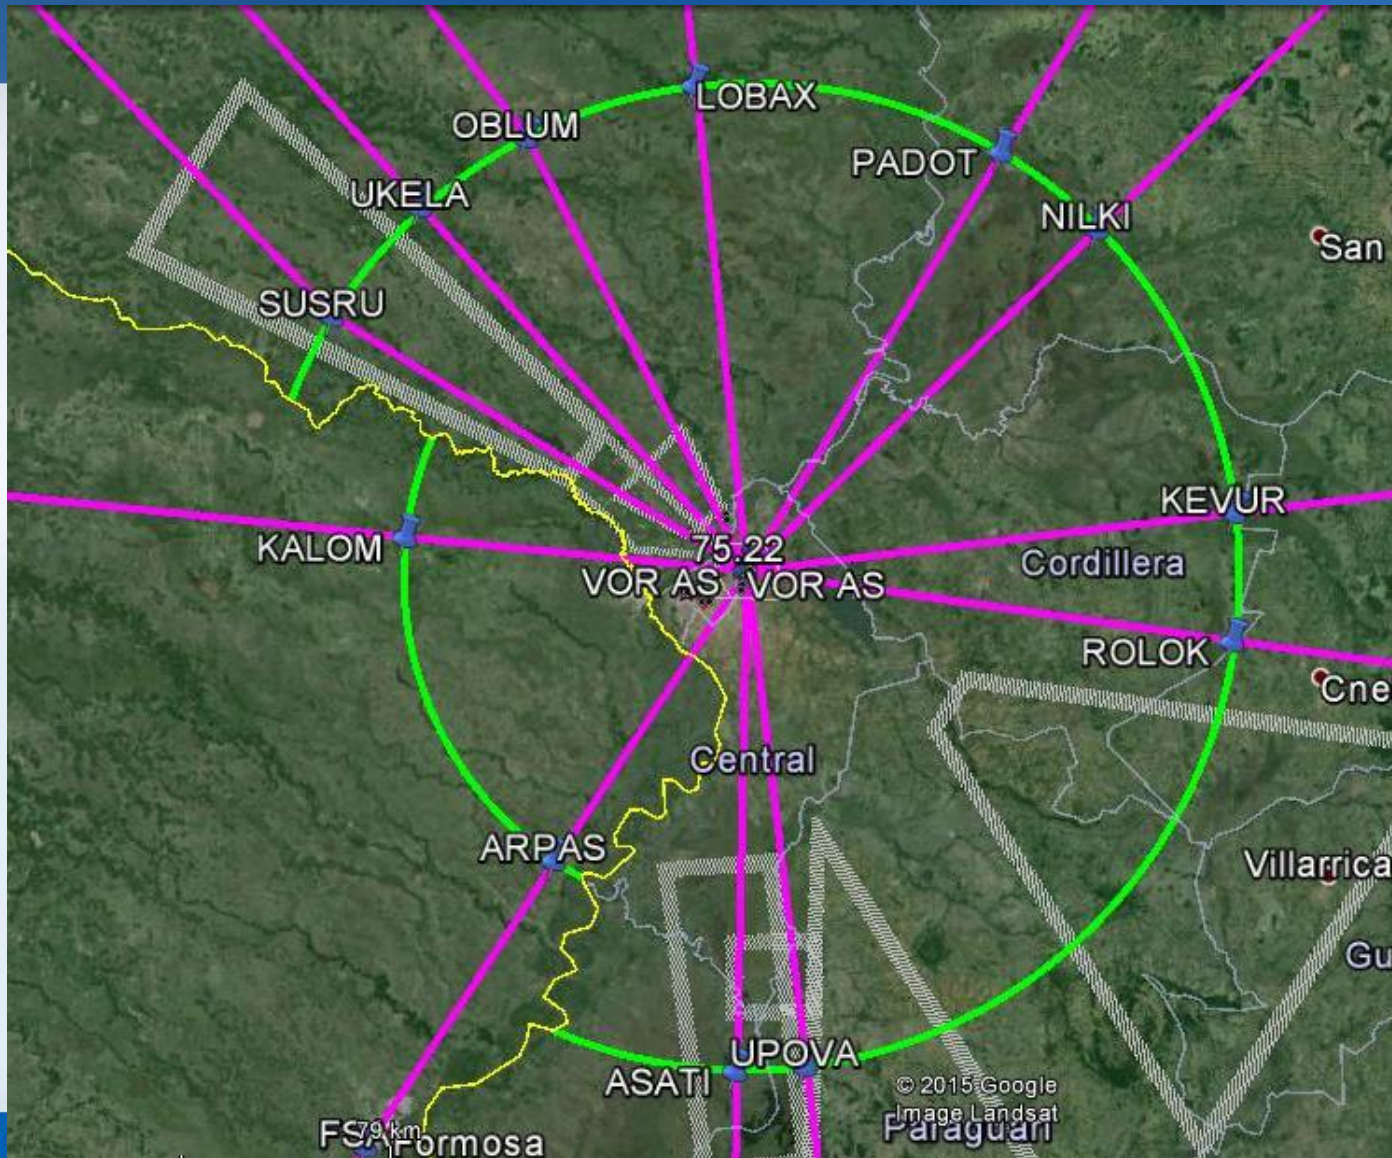 LOBAX
OBLUM
PADOT
UKELA
NILKI
San
SUSRU
KEVUR
KALOM
75.22
Cordillera
VOR AS
VOR AS
ROLOK
Cne
Central
ARPAS
Villarrica
Gu
UPOVA
ASATI
© 2015 Google
Image Landsat
Paraguarí
FSA
79 km
Formosa